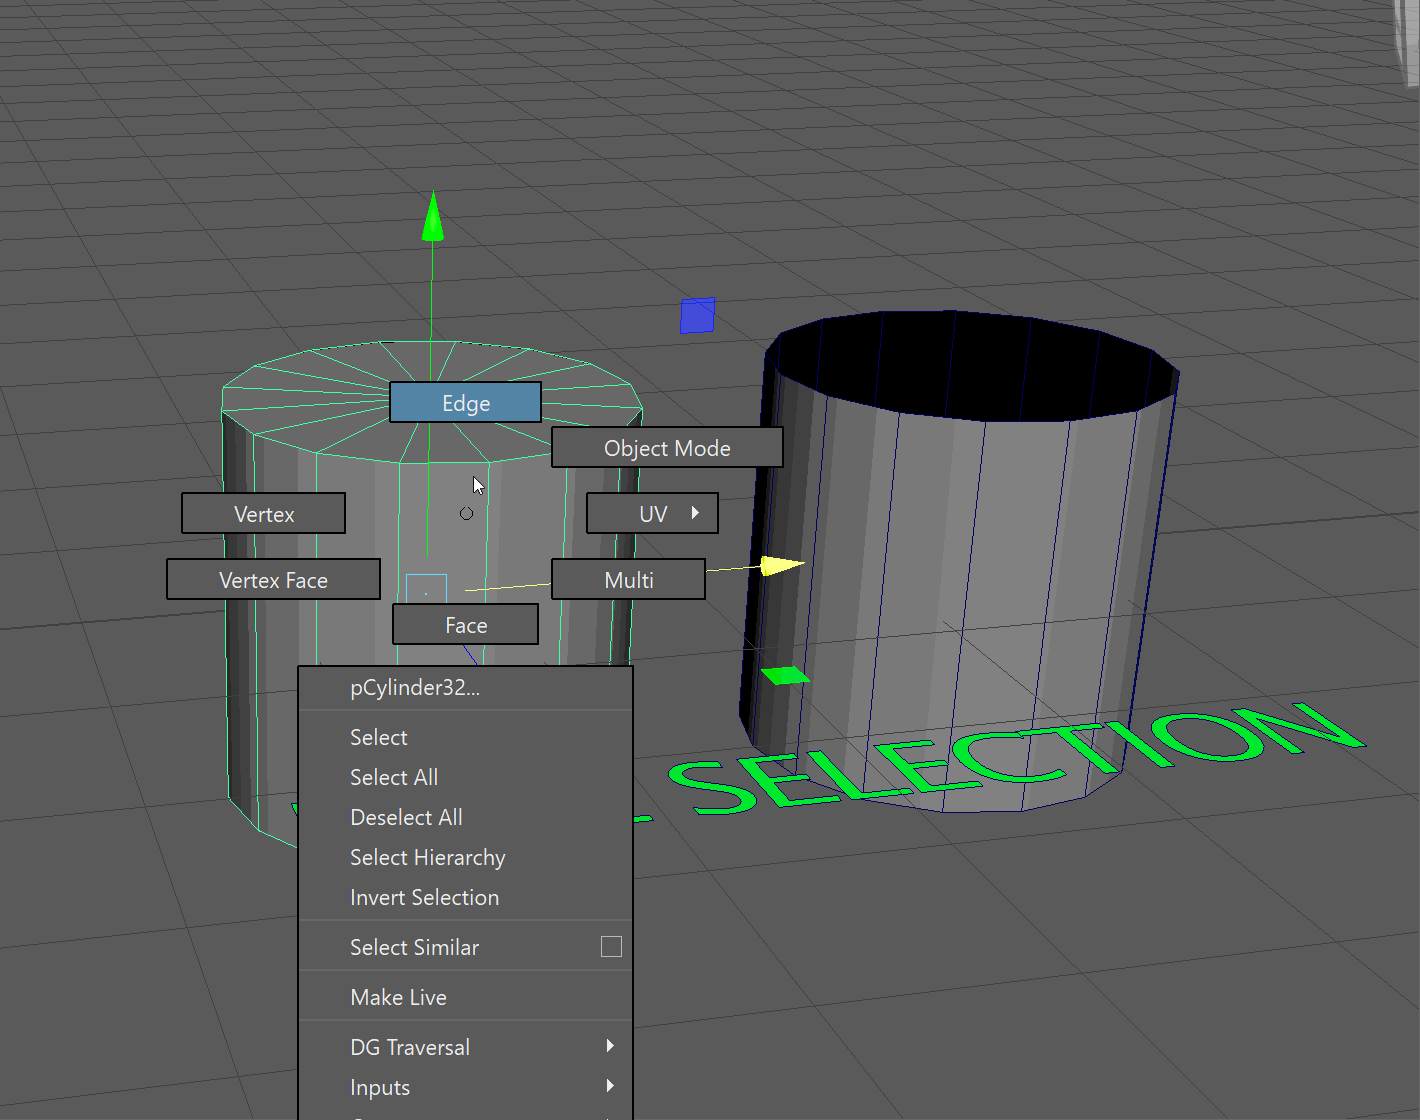 Edge
Object Mode
Vertex
UV
Vertex Face
Multi
Face
pCylinder32...
Select
SELECTION
Select All
Deselect All
Select Hierarchy
Invert Selection
Select Similar
Make Live
DG Traversal
Inputs